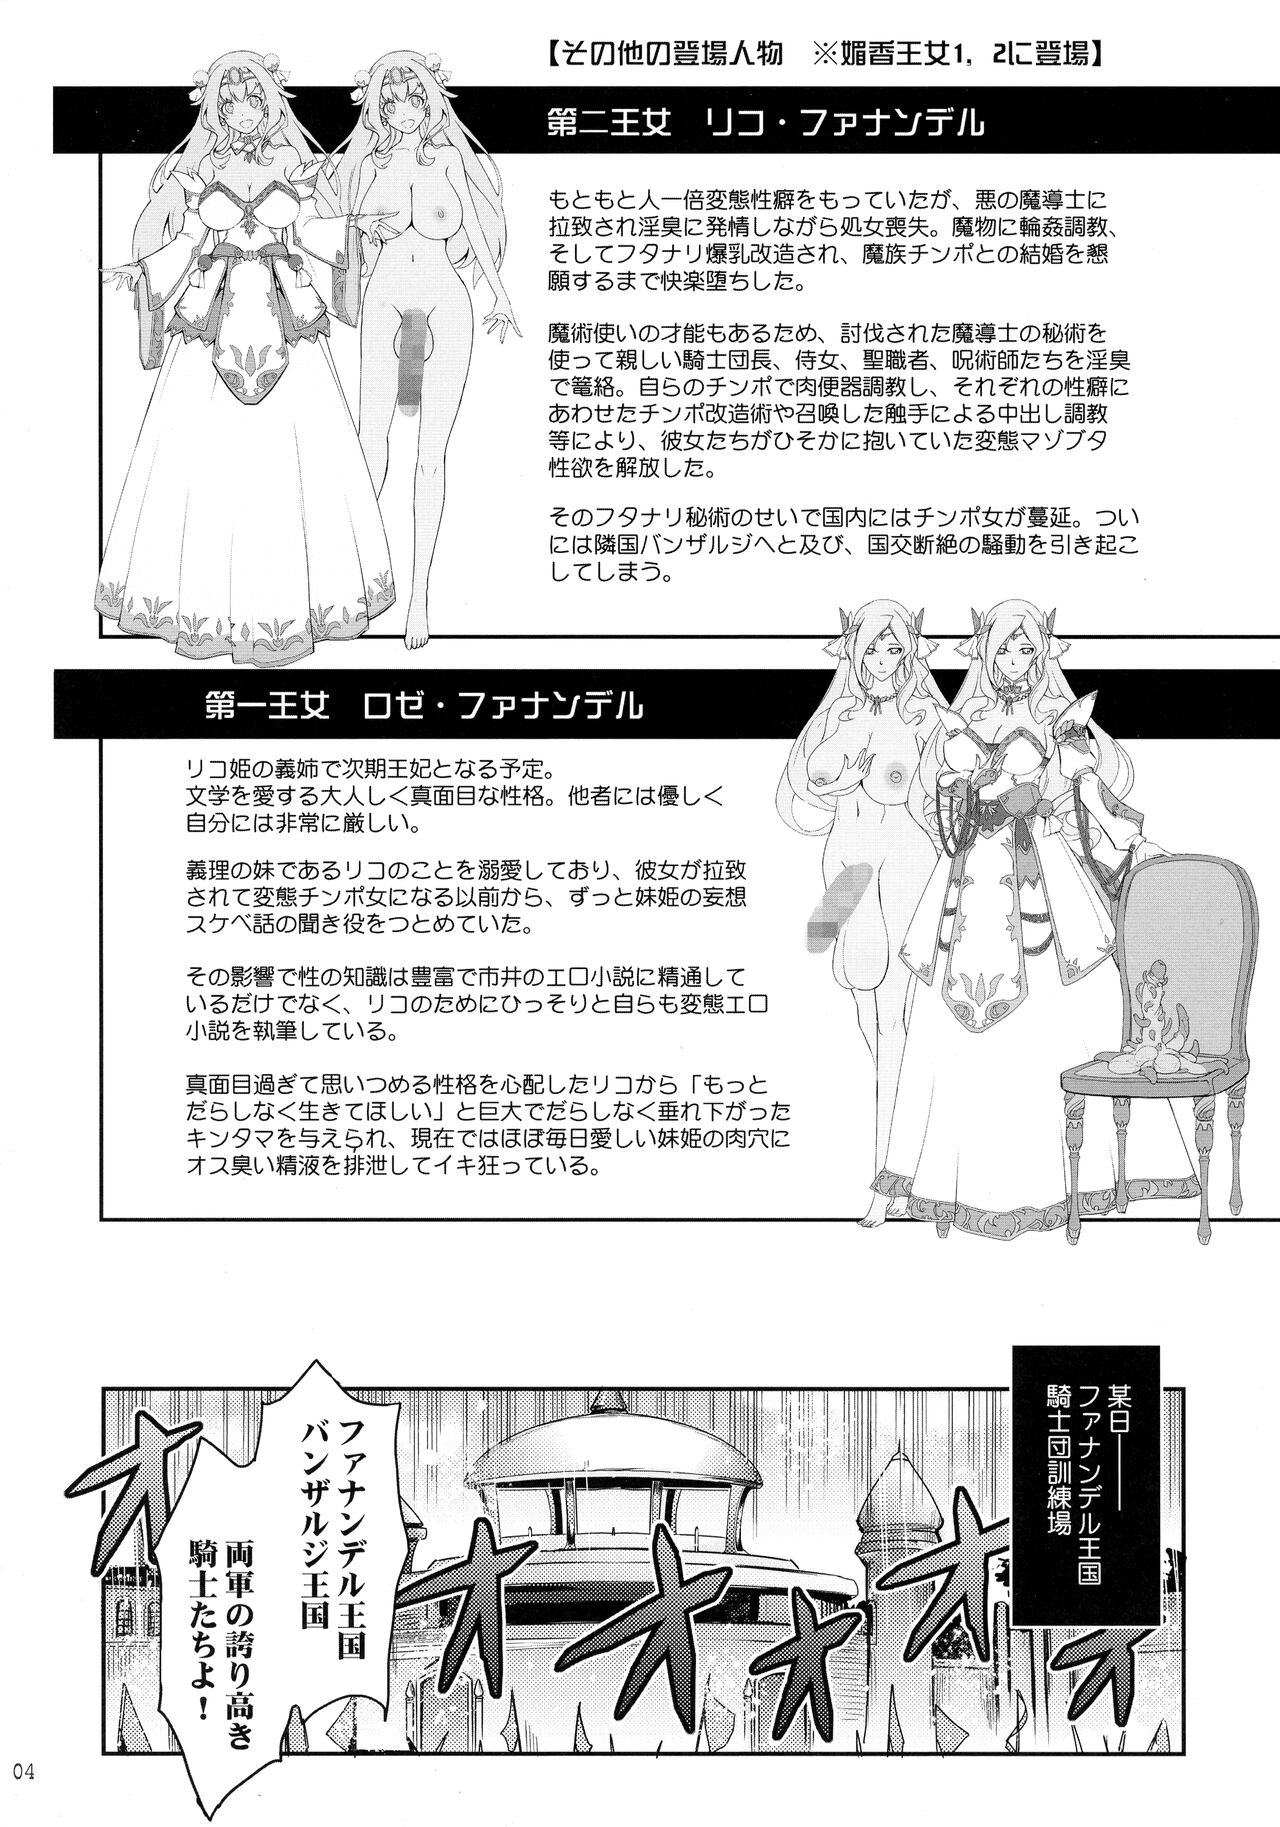 【その他の登場人物　※媚香王女1，2に登場】
第二王女　リコ・ファナンデル
もともと人一倍変態性癖をもっていたが、悪の魔導士に
拉致され淫臭に発情しながら処女喪失。魔物に輪姦調教、
そしてフタナリ爆乳改造され、魔族チンポとの結婚を懇
願するまで快楽堕ちした。
魔術使いの才能もあるため、討伐された魔導士の秘術を
使って親しい騎士団長、侍女、聖職者、呪術師たちを淫臭
で篭絡。自らのチンポで肉便器調教し、それぞれの性癖に
あわせたチンポ改造術や召喚した触手による中出し調教
等により、彼女たちがひそかに抱いていた変態マゾブタ
性欲を解放した。
そのフタナリ秘術のせいで国内にはチンポ女が蔓延。つい
には隣国バンザルジへと及び、国交断絶の騒動を引き起こ
してしまう。
第一王女　ロゼ・ファナンデル
リコ姫の義姉で次期王妃となる予定。
文学を愛する大人しく真面目な性格。他者には優しく
自分には非常に厳しい。
義理の妹であるリコのことを溺愛しており、彼女が拉致
されて変態チンポ女になる以前から、ずっと妹姫の妄想
スケベ話の聞き役をつとめていた。
その影響で性の知識は豊富で市井のエロ小説に精通して
いるだけでなく、リコのためにひっそりと自らも変態エロ
小説を執筆している。
真面目過ぎて思いつめる性格を心配したリコから「もっと
だらしなく生きてほしい」と巨大でだらしなく垂れ下がった
キンタマを与えられ、現在ではほぼ毎日愛しい妹姫の肉穴に
オス臭い精液を排泄してイキ狂っている。
某日――
ファナンデル王国
騎士団訓練場
ファナンデル王国
バンザルジ王国
両軍の誇り高き
騎士たちよ！
オオオオオ
04